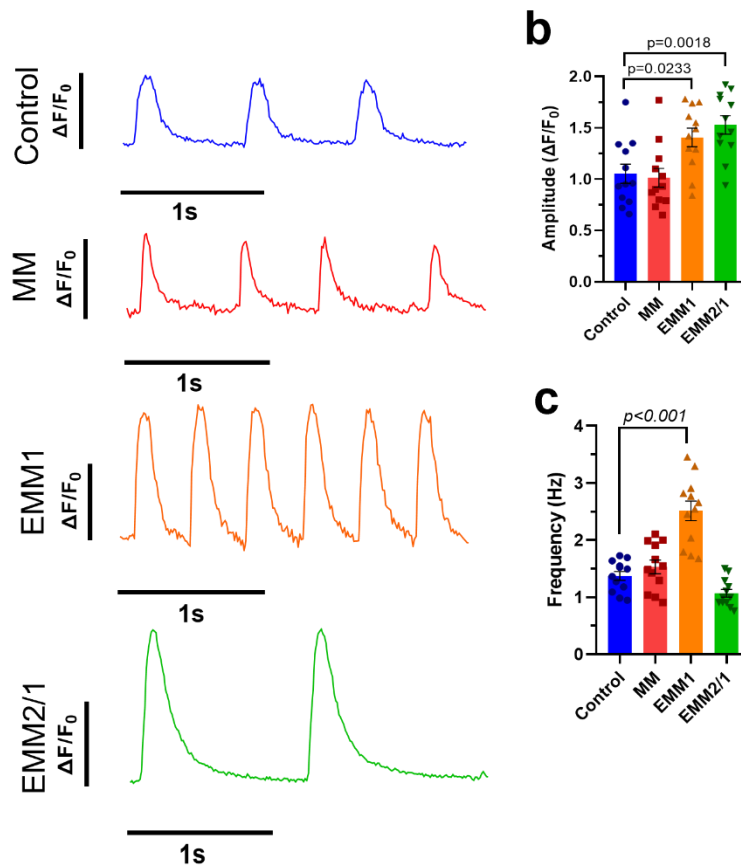 Control
ΔF/F0
1s
MM
ΔF/F0
1s
EMM1
ΔF/F0
1s
EMM2/1
ΔF/F0
1s
b
p=0.0018
p=0.0233
Amplitude (ΔF/F0)
2.0
1.5
1.0
0.5
0.0
Control
MM
EMM1
EMM2/1
c
p<0.001
Frequency (Hz)
4
3
2
1
0
Control
MM
EMM1
EMM2/1